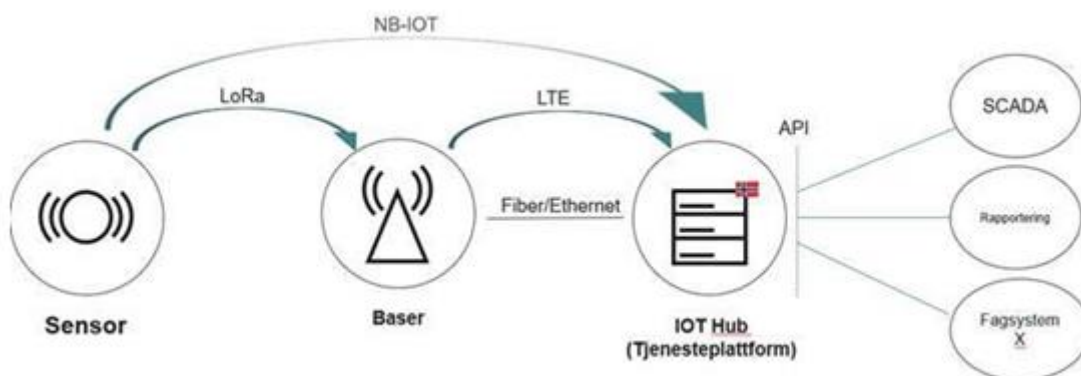 NB-IOT
LoRa
LTE
API
SCADA
Fiber/Ethernet
Rapportering
Sensor
Baser
IOT Hub
(Tjenesteplattform)
Fagsystem
X